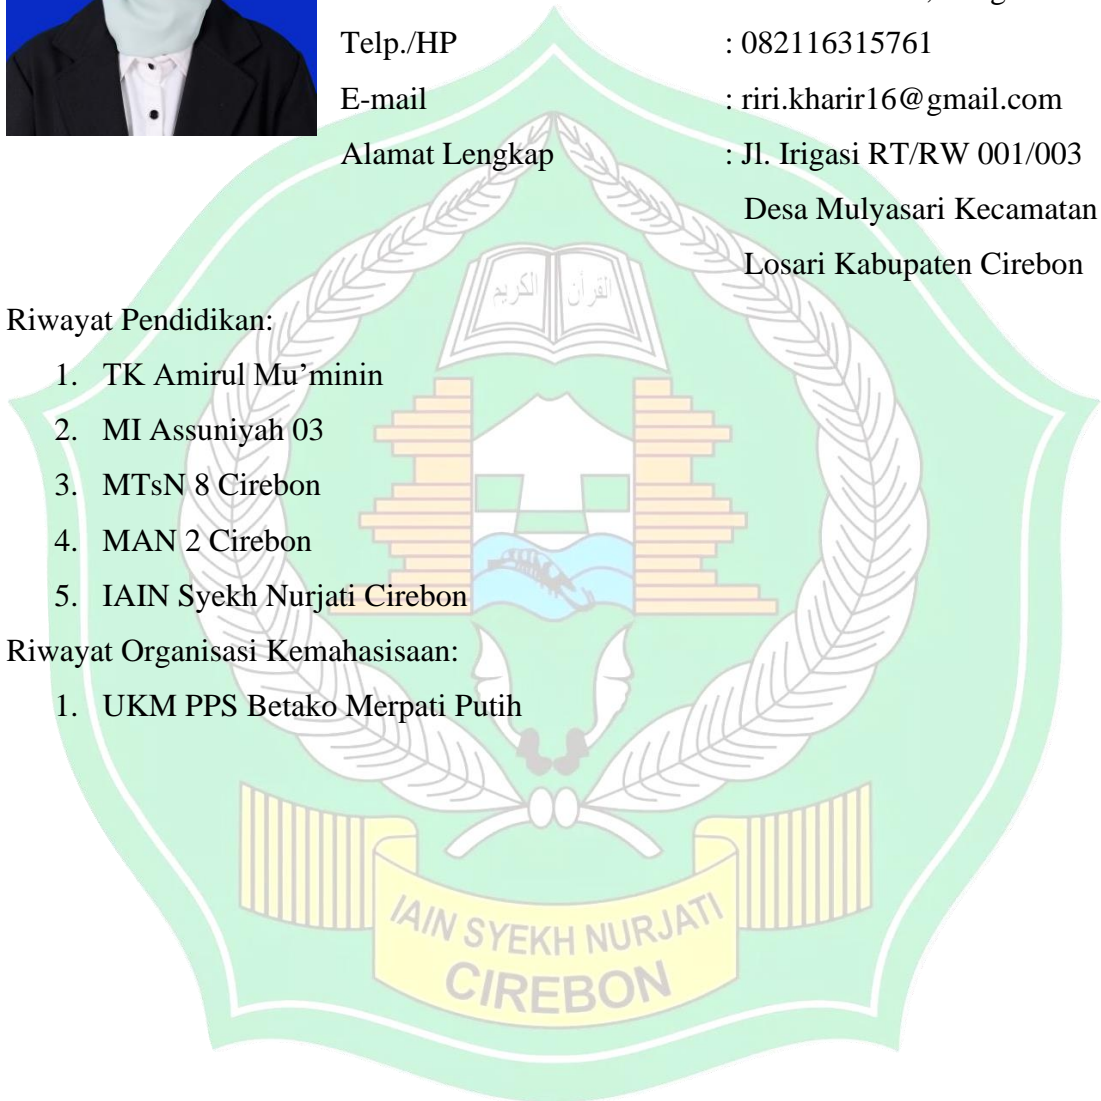 Telp./HP : 082116315761
E-mail : riri.kharir16@gmail.com
Alamat Lengkap : Jl. Irigasi RT/RW 001/003
Desa Mulyasari Kecamatan
Losari Kabupaten Cirebon
القرآن الكريم
Riwayat Pendidikan:
1. TK Amirul Mu’minin
2. MI Assuniyah 03
3. MTsN 8 Cirebon
4. MAN 2 Cirebon
5. IAIN Syekh Nurjati Cirebon
Riwayat Organisasi Kemahasisaan:
1. UKM PPS Betako Merpati Putih
IAIN SYEKH NURJATI
CIREBON